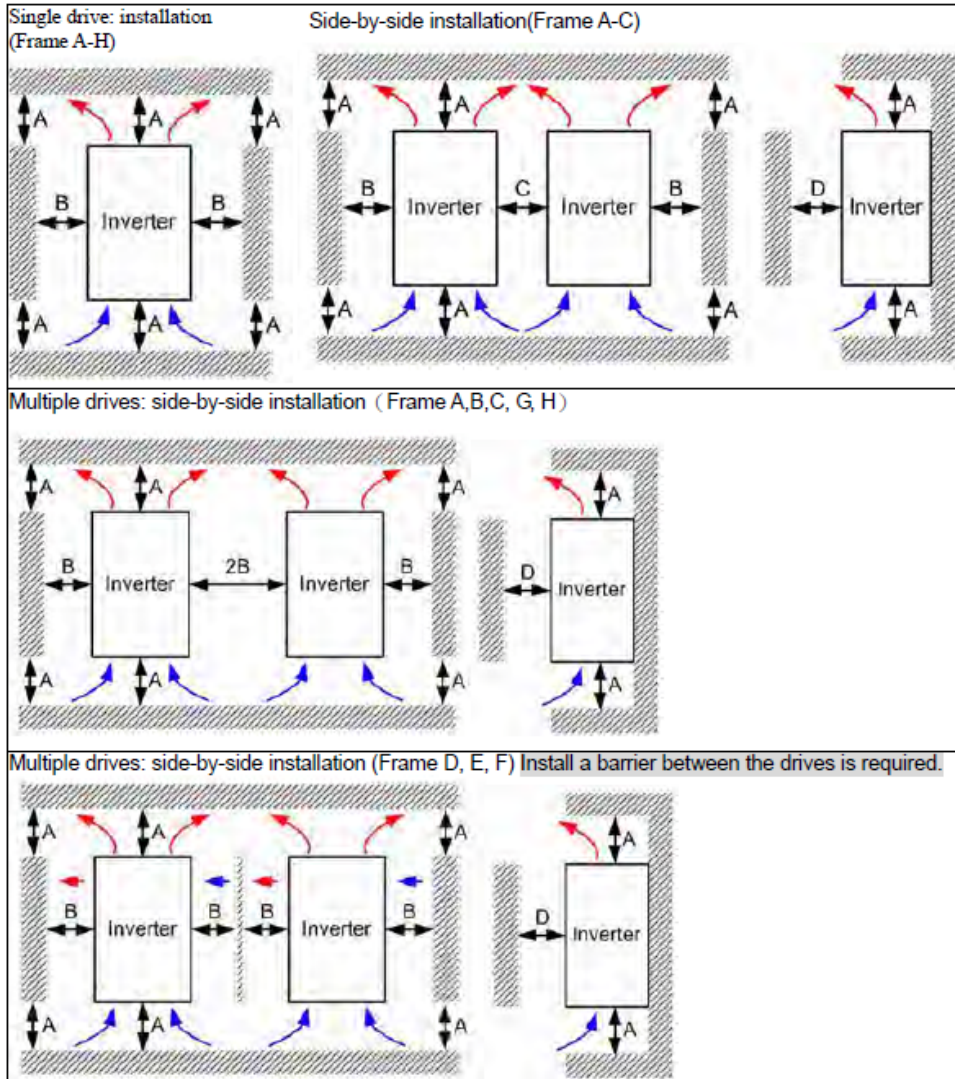 Single drive: installation
(Frame A-H)
Side-by-side installation(Frame A-C)
A A A
B B
Inverter
A A A
A A A
B C B
Inverter Inverter
A A A
A
D
Inverter
A
Multiple drives: side-by-side installation（Frame A,B,C, G, H）
A A A
B 2B B
Inverter Inverter
A A A
A
D
Inverter
A
Multiple drives: side-by-side installation (Frame D, E, F) Install a barrier between the drives is required.
A A A
B B B B
Inverter Inverter
A A A
A
D
Inverter
A